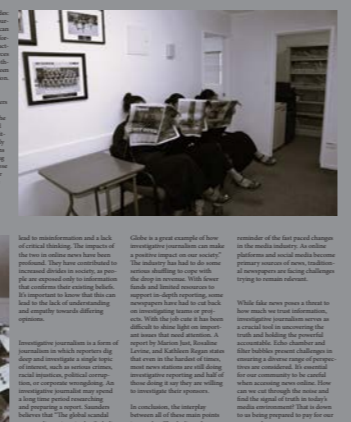 lead to misinformation and a lack
of critical thinking. The impacts of
the two in online news have been
profound. They have contributed to
increased divides in society, as peo-
ple are exposed only to information
that confirms their existing beliefs.
It's important to know that this can
lead to the lack of understanding
and empathy towards differing
opinions.
Investigative journalism is a form of
journalism in which reporters dig
deep and investigate a single topic
of interest, such as serious crimes,
racial injustices, political corrup-
tion, or corporate wrongdoing. An
investigative journalist may spend
a long time researching
and preparing a report. Saunders
believes that "The global scandal
Globe is a great example of how
investigative journalism can make
a positive impact on our society."
The industry has had to do some
serious shuffling to cope with
the drop in revenue. With fewer
funds and limited resources to
support in-depth reporting, some
newspapers have had to cut back
on investigating teams or proj-
ects. With the job cuts it has been
difficult to shine light on import-
ant issues that need attention. A
report by Marion Just, Rosaline
Levine, and Kathleen Regan states
that even in the hardest of times,
most news stations are still doing
investigative reporting and half of
those doing it say they are willing
to investigate their sponsors.
In conclusion, the interplay
between all of these main points
reminder of the fast paced changes
in the media industry. As online
platforms and social media become
primary sources of news, tradition-
al newspapers are facing challenges
trying to remain relevant.
While fake news poses a threat to
how much we trust information,
investigative journalism serves as
a crucial tool in uncovering the
truth and holding the powerful
accountable. Echo chamber and
filter bubbles present challenges in
ensuring a diverse range of perspec-
tives are considered. It's essential
for our community to be careful
when accessing news online. How
can we cut through the noise and
find the signal of truth in today's
media environment? That is down
to us being prepared to pay for our